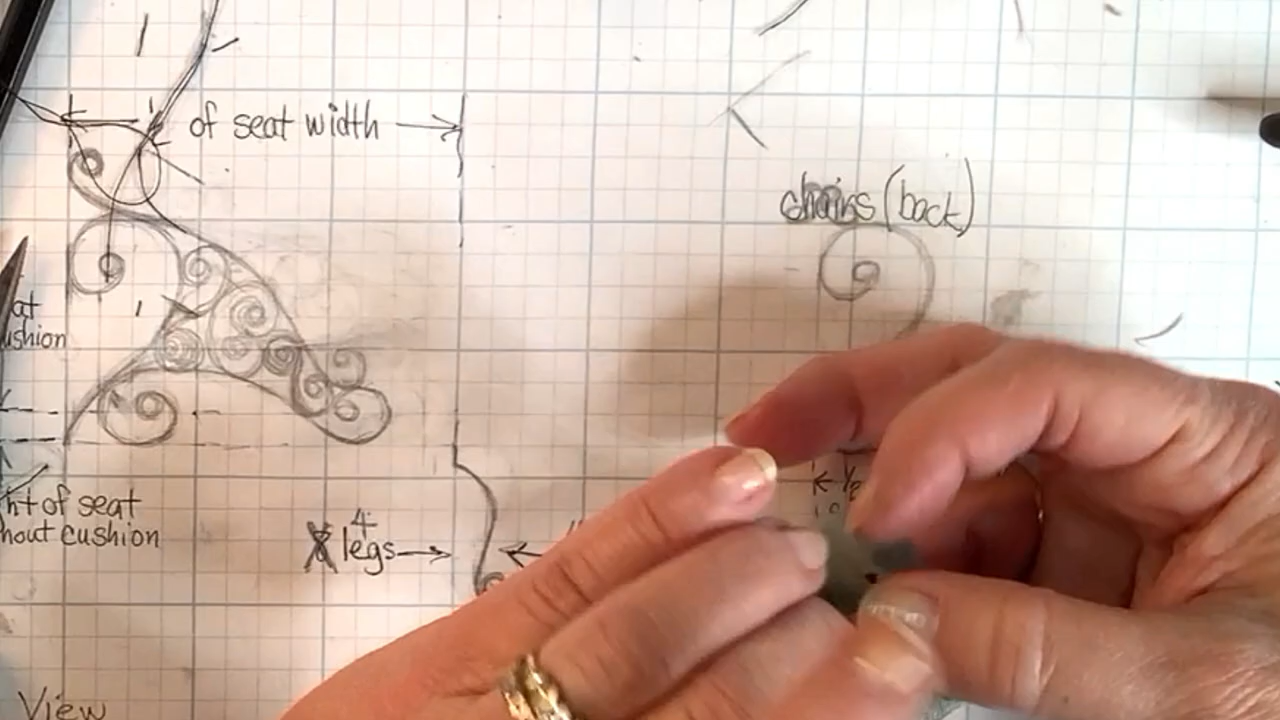 of seat width
chairs (back)
at
ushion
ht of seat
hout cushion
4
legs
View